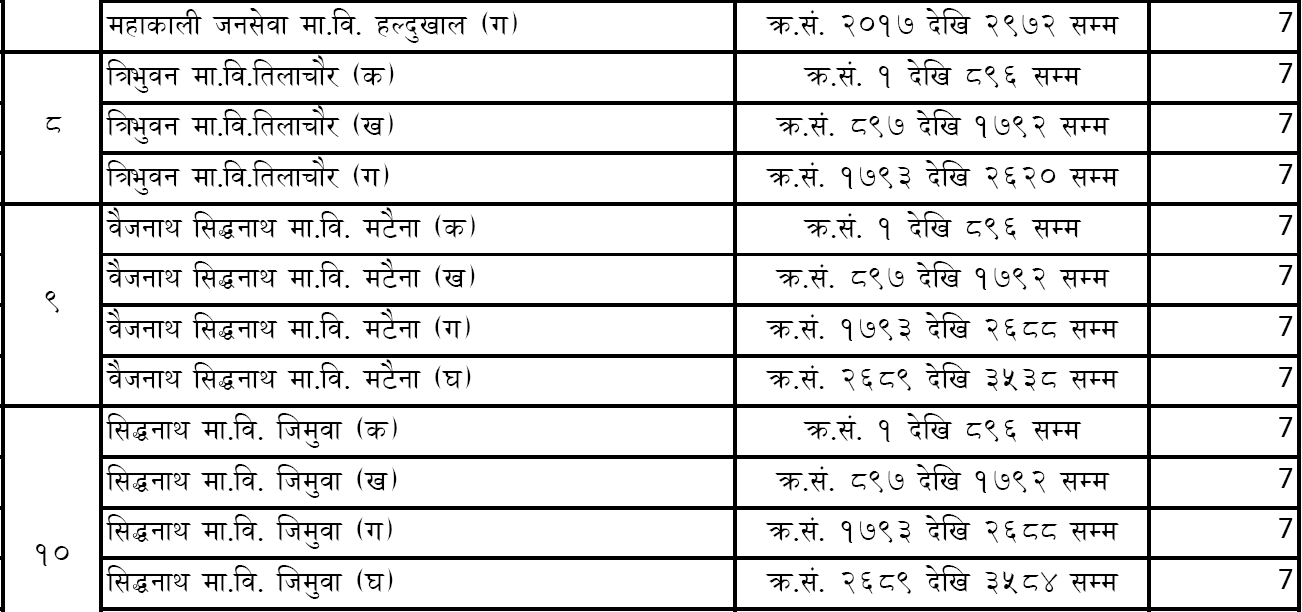 महाकाली जनसेवा मा.वि. हल्दुखाल (ग) क्र.सं. २०१७ देखि २९७२ सम्म 7
८
त्रिभुवन मा.वि.तिलाचौर (क) क्र.सं. १ देखि ८९६ सम्म 7
त्रिभुवन मा.वि.तिलाचौर (ख) क्र.सं. ८९७ देखि १७९२ सम्म 7
त्रिभुवन मा.वि.तिलाचौर (ग) क्र.सं. १७९३ देखि २६२० सम्म 7
९
वैजनाथ सिद्धनाथ मा.वि. मटैना (क) क्र.सं. १ देखि ८९६ सम्म 7
वैजनाथ सिद्धनाथ मा.वि. मटैना (ख) क्र.सं. ८९७ देखि १७९२ सम्म 7
वैजनाथ सिद्धनाथ मा.वि. मटैना (ग) क्र.सं. १७९३ देखि २६८८ सम्म 7
वैजनाथ सिद्धनाथ मा.वि. मटैना (घ) क्र.सं. २६८९ देखि ३५३८ सम्म 7
१०
सिद्धनाथ मा.वि. जिमुवा (क) क्र.सं. १ देखि ८९६ सम्म 7
सिद्धनाथ मा.वि. जिमुवा (ख) क्र.सं. ८९७ देखि १७९२ सम्म 7
सिद्धनाथ मा.वि. जिमुवा (ग) क्र.सं. १७९३ देखि २६८८ सम्म 7
सिद्धनाथ मा.वि. जिमुवा (घ) क्र.सं. २६८९ देखि ३५८४ सम्म 7